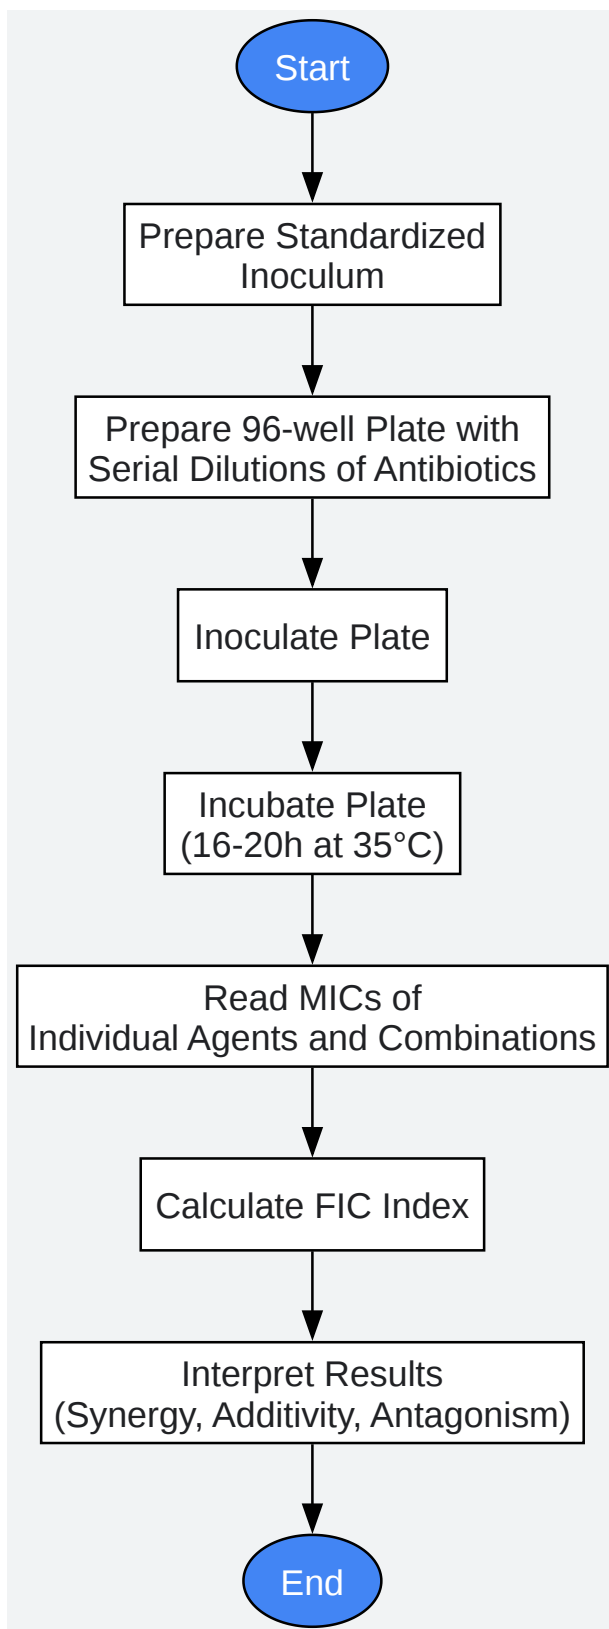 Start
Prepare Standardized
Inoculum
Prepare 96-well Plate with
Serial Dilutions of Antibiotics
Inoculate Plate
Incubate Plate
(16-20h at 35°C)
Read MICs of
Individual Agents and Combinations
Calculate FIC Index
Interpret Results
(Synergy, Additivity, Antagonism)
End